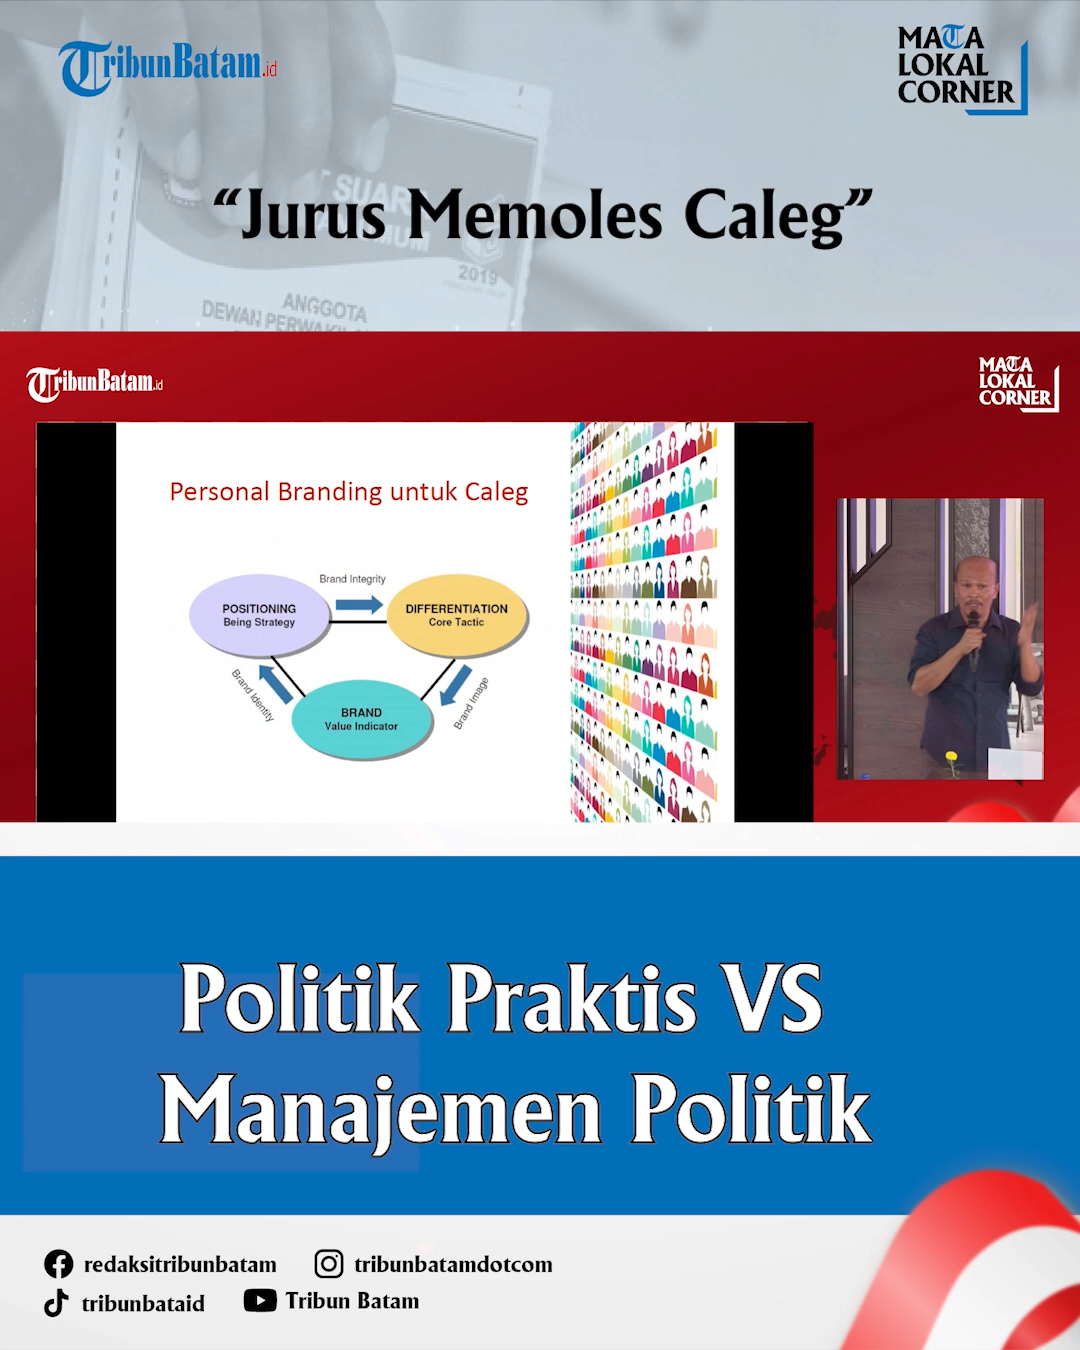 TribunBatam.id
MATA
LOKAL
CORNER
SUARA
UMUM
2019
ANGGOTA
DEWAN PERWAKIL
"Jurus Memoles Caleg"
TribunBatam.id
MATA
LOKAL
CORNER
Personal Branding untuk Caleg
Brand Integrity
POSITIONING
Being Strategy
DIFFERENTIATION
Core Tactic
Brand Identity
Brand Image
BRAND
Value Indicator
Politik Praktis VS
Manajemen Politik
redaksitribunbatam
tribunbatamdotcom
tribunbataid
Tribun Batam